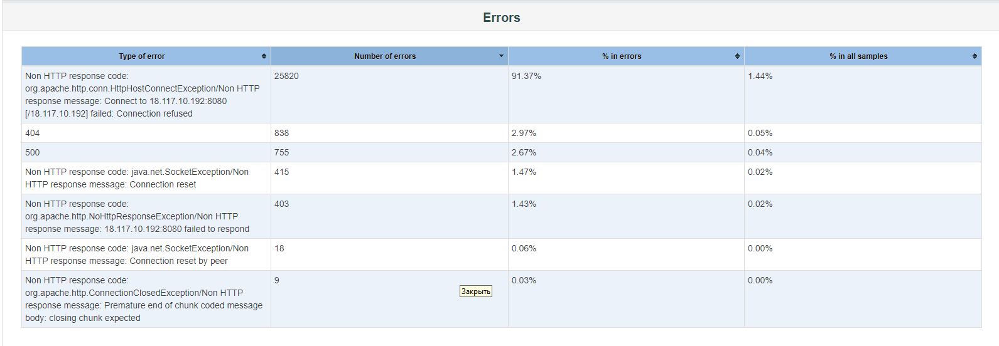 Errors
Type of error
Number of errors
% in errors
% in all samples
Non HTTP response code:
org.apache.http.conn.HttpHostConnectException/Non HTTP
response message: Connect to 18.117.10.192:8080
[/18.117.10.192] failed: Connection refused
25820
91.37%
1.44%
404
838
2.97%
0.05%
500
755
2.67%
0.04%
Non HTTP response code: java.net.SocketException/Non
HTTP response message: Connection reset
415
1.47%
0.02%
Non HTTP response code:
org.apache.http.NoHttpResponseException/Non HTTP
response message: 18.117.10.192:8080 failed to respond
403
1.43%
0.02%
Non HTTP response code: java.net.SocketException/Non
HTTP response message: Connection reset by peer
18
0.06%
0.00%
Non HTTP response code:
org.apache.http.ConnectionClosedException/Non HTTP
response message: Premature end of chunk coded message
body: closing chunk expected
9
0.03%
0.00%
Закрыть